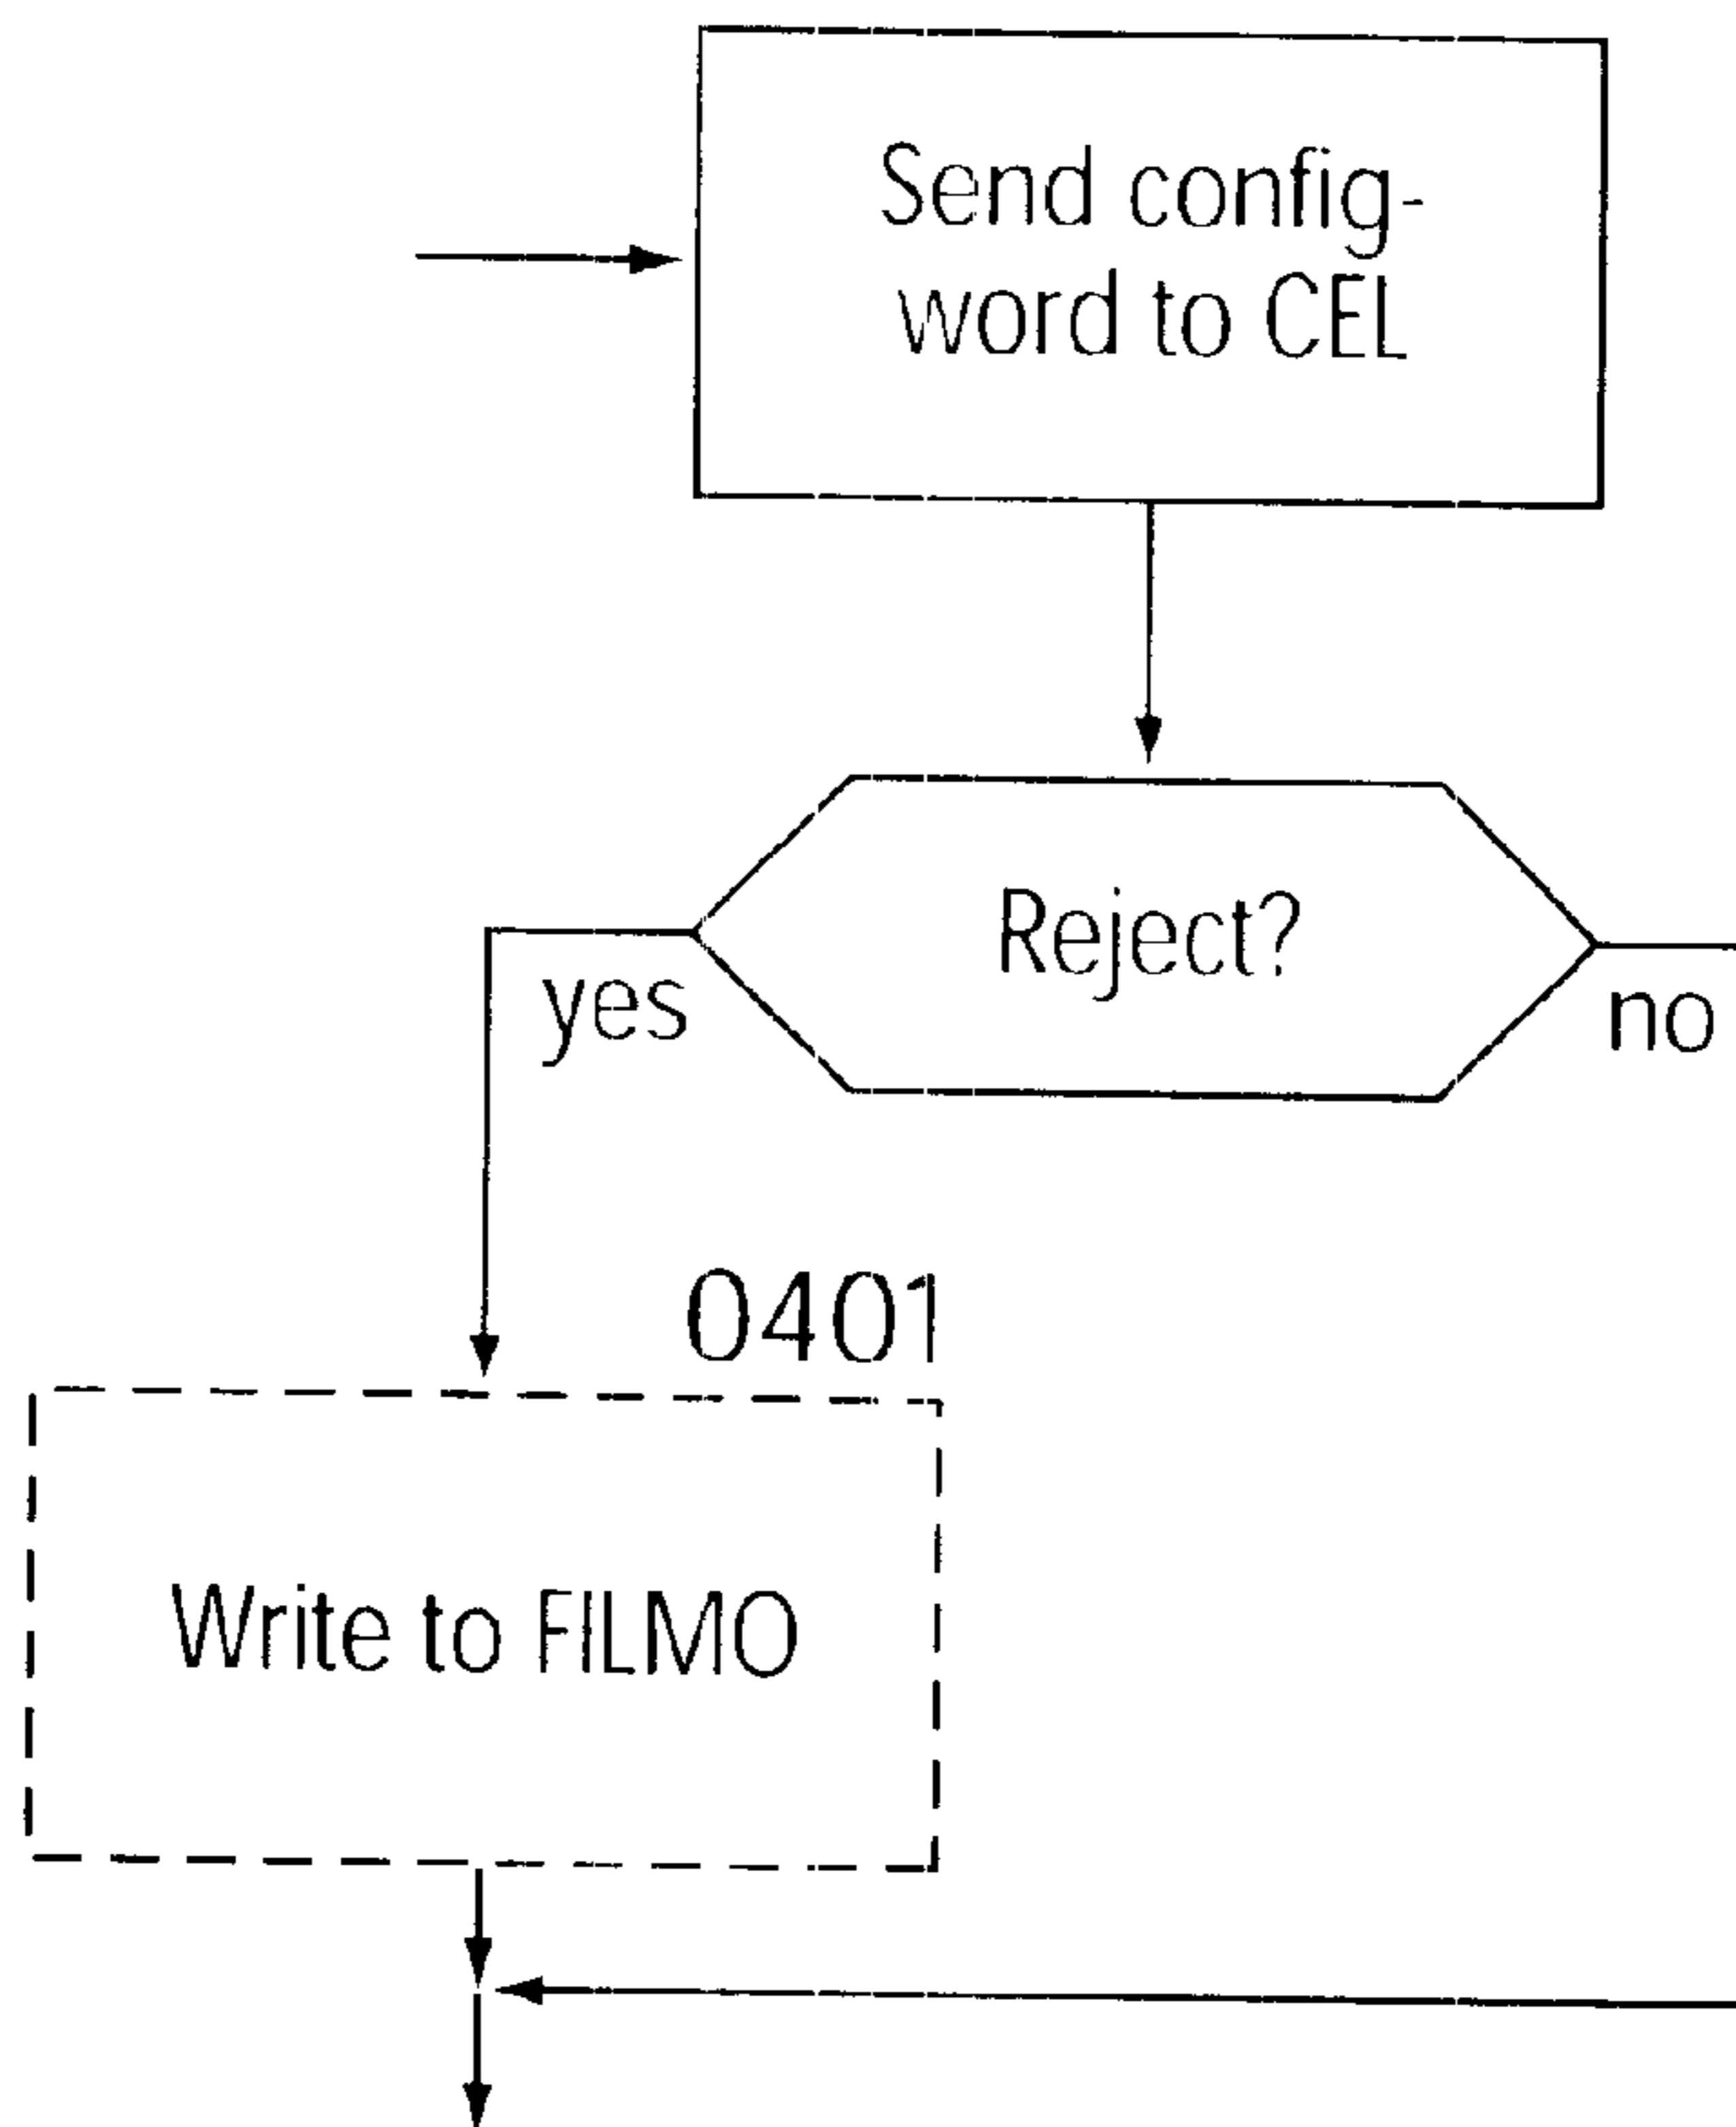 Send config-
word to CEL
Reject?
yes
no
0401
Write to FILMO